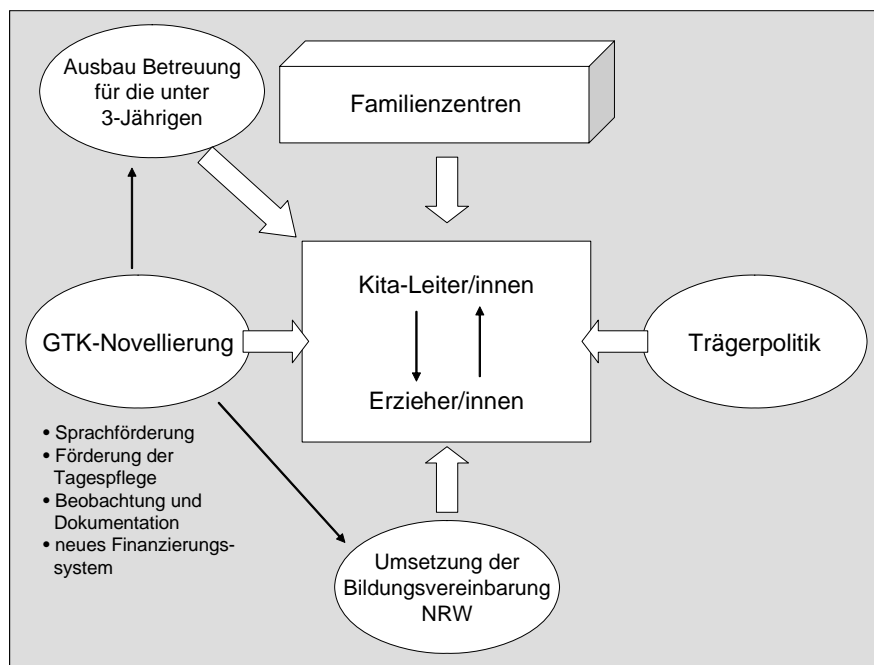 Ausbau Betreuung
für die unter
3-Jährigen
Familienzentren
Kita-Leiter/innen
Erzieher/innen
GTK-Novellierung
Trägerpolitik
• Sprachförderung
• Förderung der
Tagespflege
• Beobachtung und
Dokumentation
• neues Finanzierungs-
system
Umsetzung der
Bildungsvereinbarung
NRW